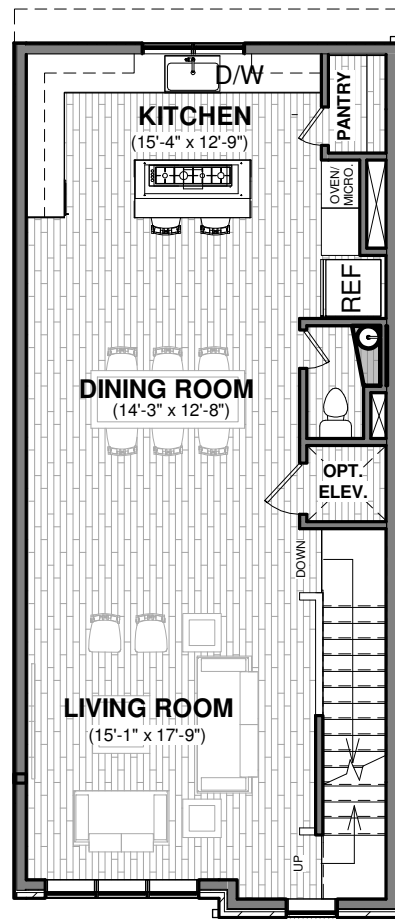 D/W
KITCHEN
(15'-4" x 12'-9")
PANTRY
OVEN/
MICRO.
REF
DINING ROOM
(14'-3" x 12'-8")
OPT.
ELEV.
DOWN
LIVING ROOM
(15'-1" x 17'-9")
UP